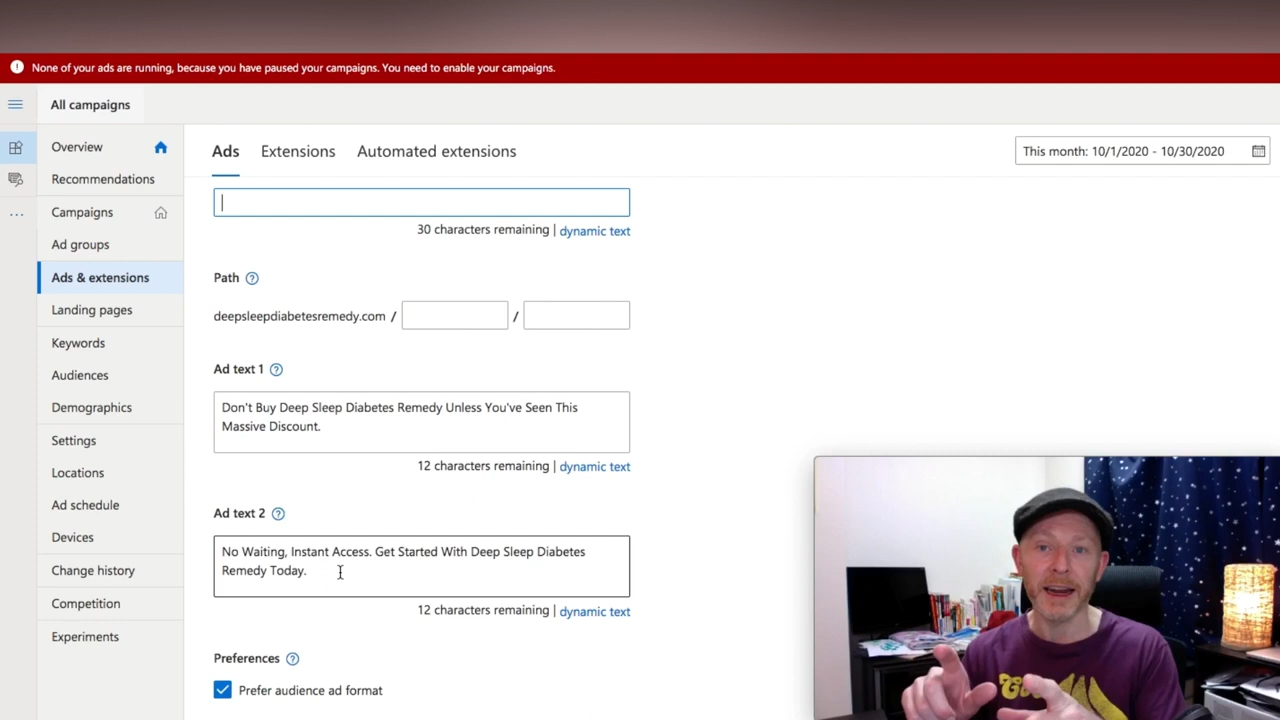 None of your ads are running, because you have paused your campaigns. You need to enable your campaigns.
All campaigns
Overview
Recommendations
Campaigns
Ad groups
Ads & extensions
Landing pages
Keywords
Audiences
Demographics
Settings
Locations
Ad schedule
Devices
Change history
Competition
Experiments
Ads Extensions Automated extensions
This month: 10/1/2020 - 10/30/2020
30 characters remaining | dynamic text
Path
deepsleepdiabetesremedy.com / /
Ad text 1
Don't Buy Deep Sleep Diabetes Remedy Unless You've Seen This
Massive Discount.
12 characters remaining | dynamic text
Ad text 2
No Waiting, Instant Access. Get Started With Deep Sleep Diabetes
Remedy Today.
12 characters remaining | dynamic text
Preferences
Prefer audience ad format